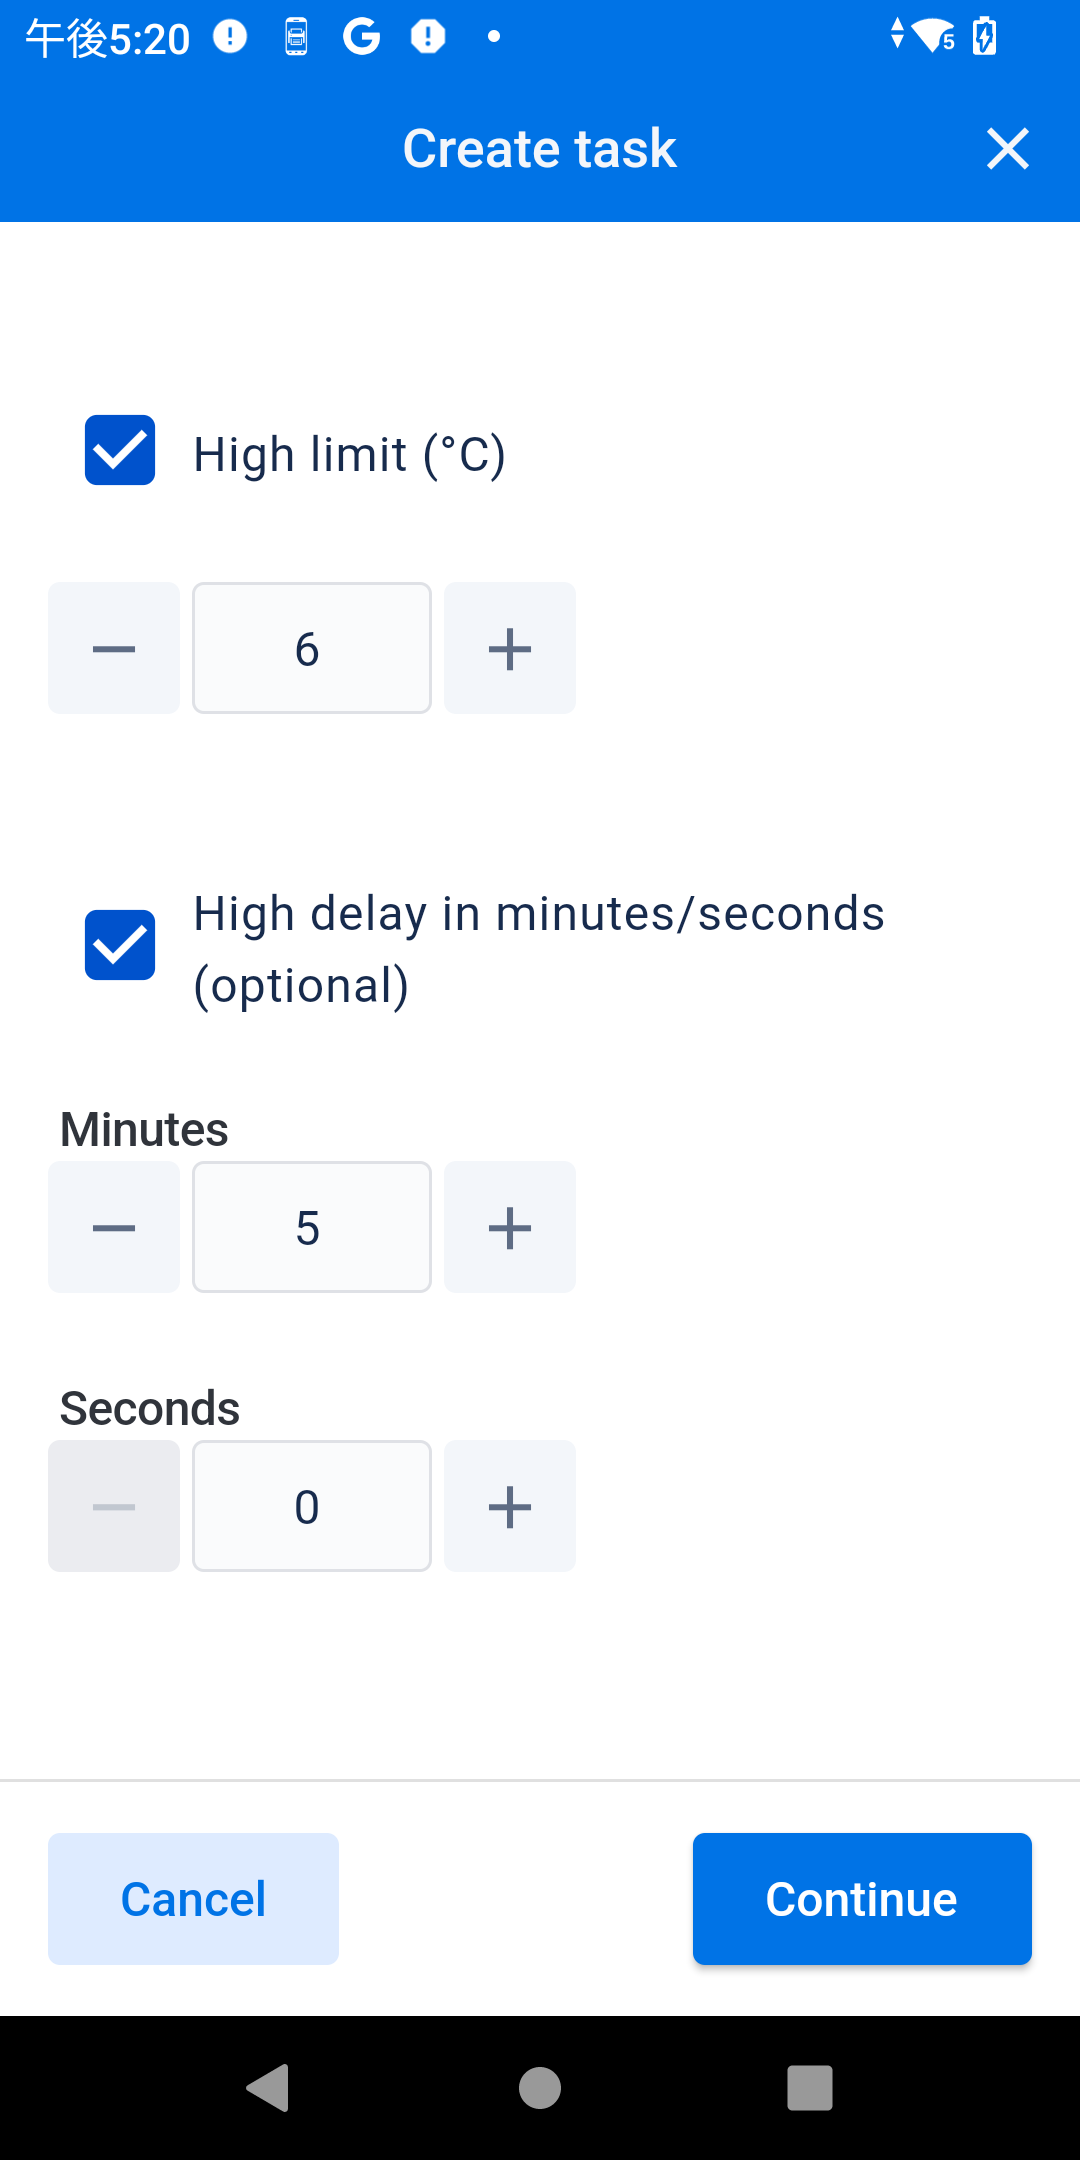 午後5:20
5
Create task
High limit (°C)
6
High delay in minutes/seconds
(optional)
Minutes
5
Seconds
0
Cancel
Continue